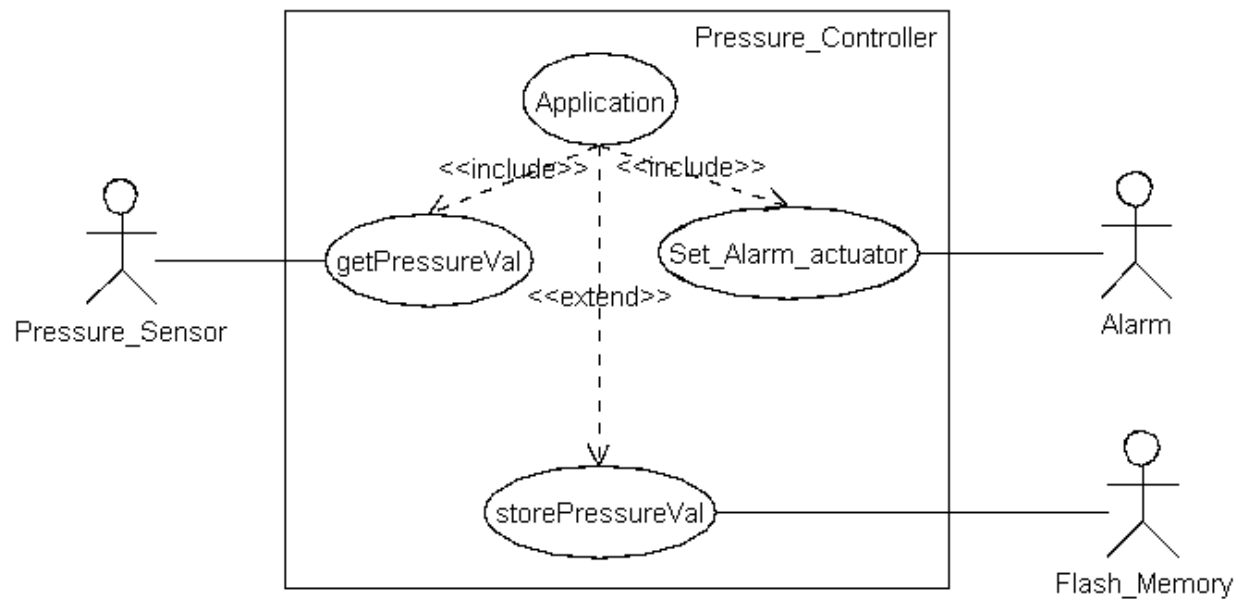 Pressure_Controller
Application
<<include>>
<<include>>
getPressureVal
Set_Alarm_actuator
<<extend>>
Pressure_Sensor
Alarm
storePressureVal
Flash_Memory